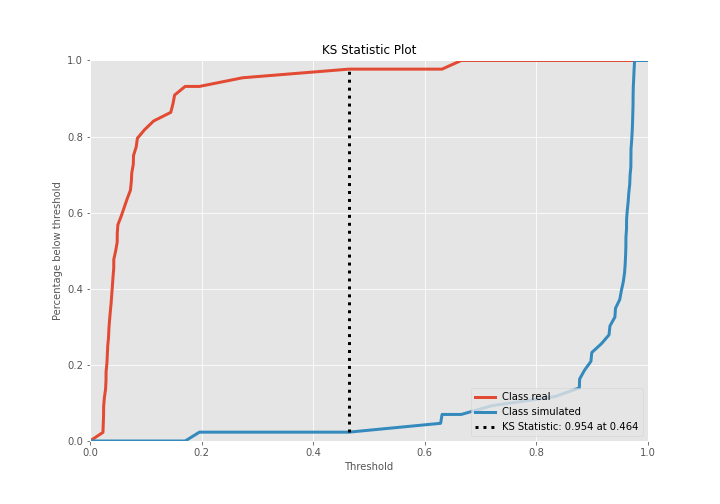 KS Statistic Plot
1.0
0.8
0.6
0.4
0.2
0.0
Percentage below threshold
0.0
0.2
0.4
0.6
0.8
1.0
Threshold
Class real
Class simulated
KS Statistic: 0.954 at 0.464